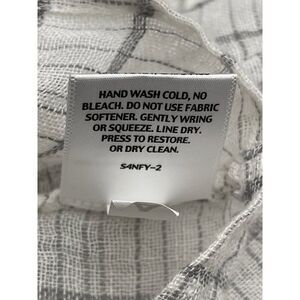 HAND WASH COLD, NO
BLEACH. DO NOT USE FABRIC
SOFTENER. GENTLY WRING
OR SQUEEZE. LINE DRY.
PRESS TO RESTORE.
OR DRY CLEAN.
S4NFY-2